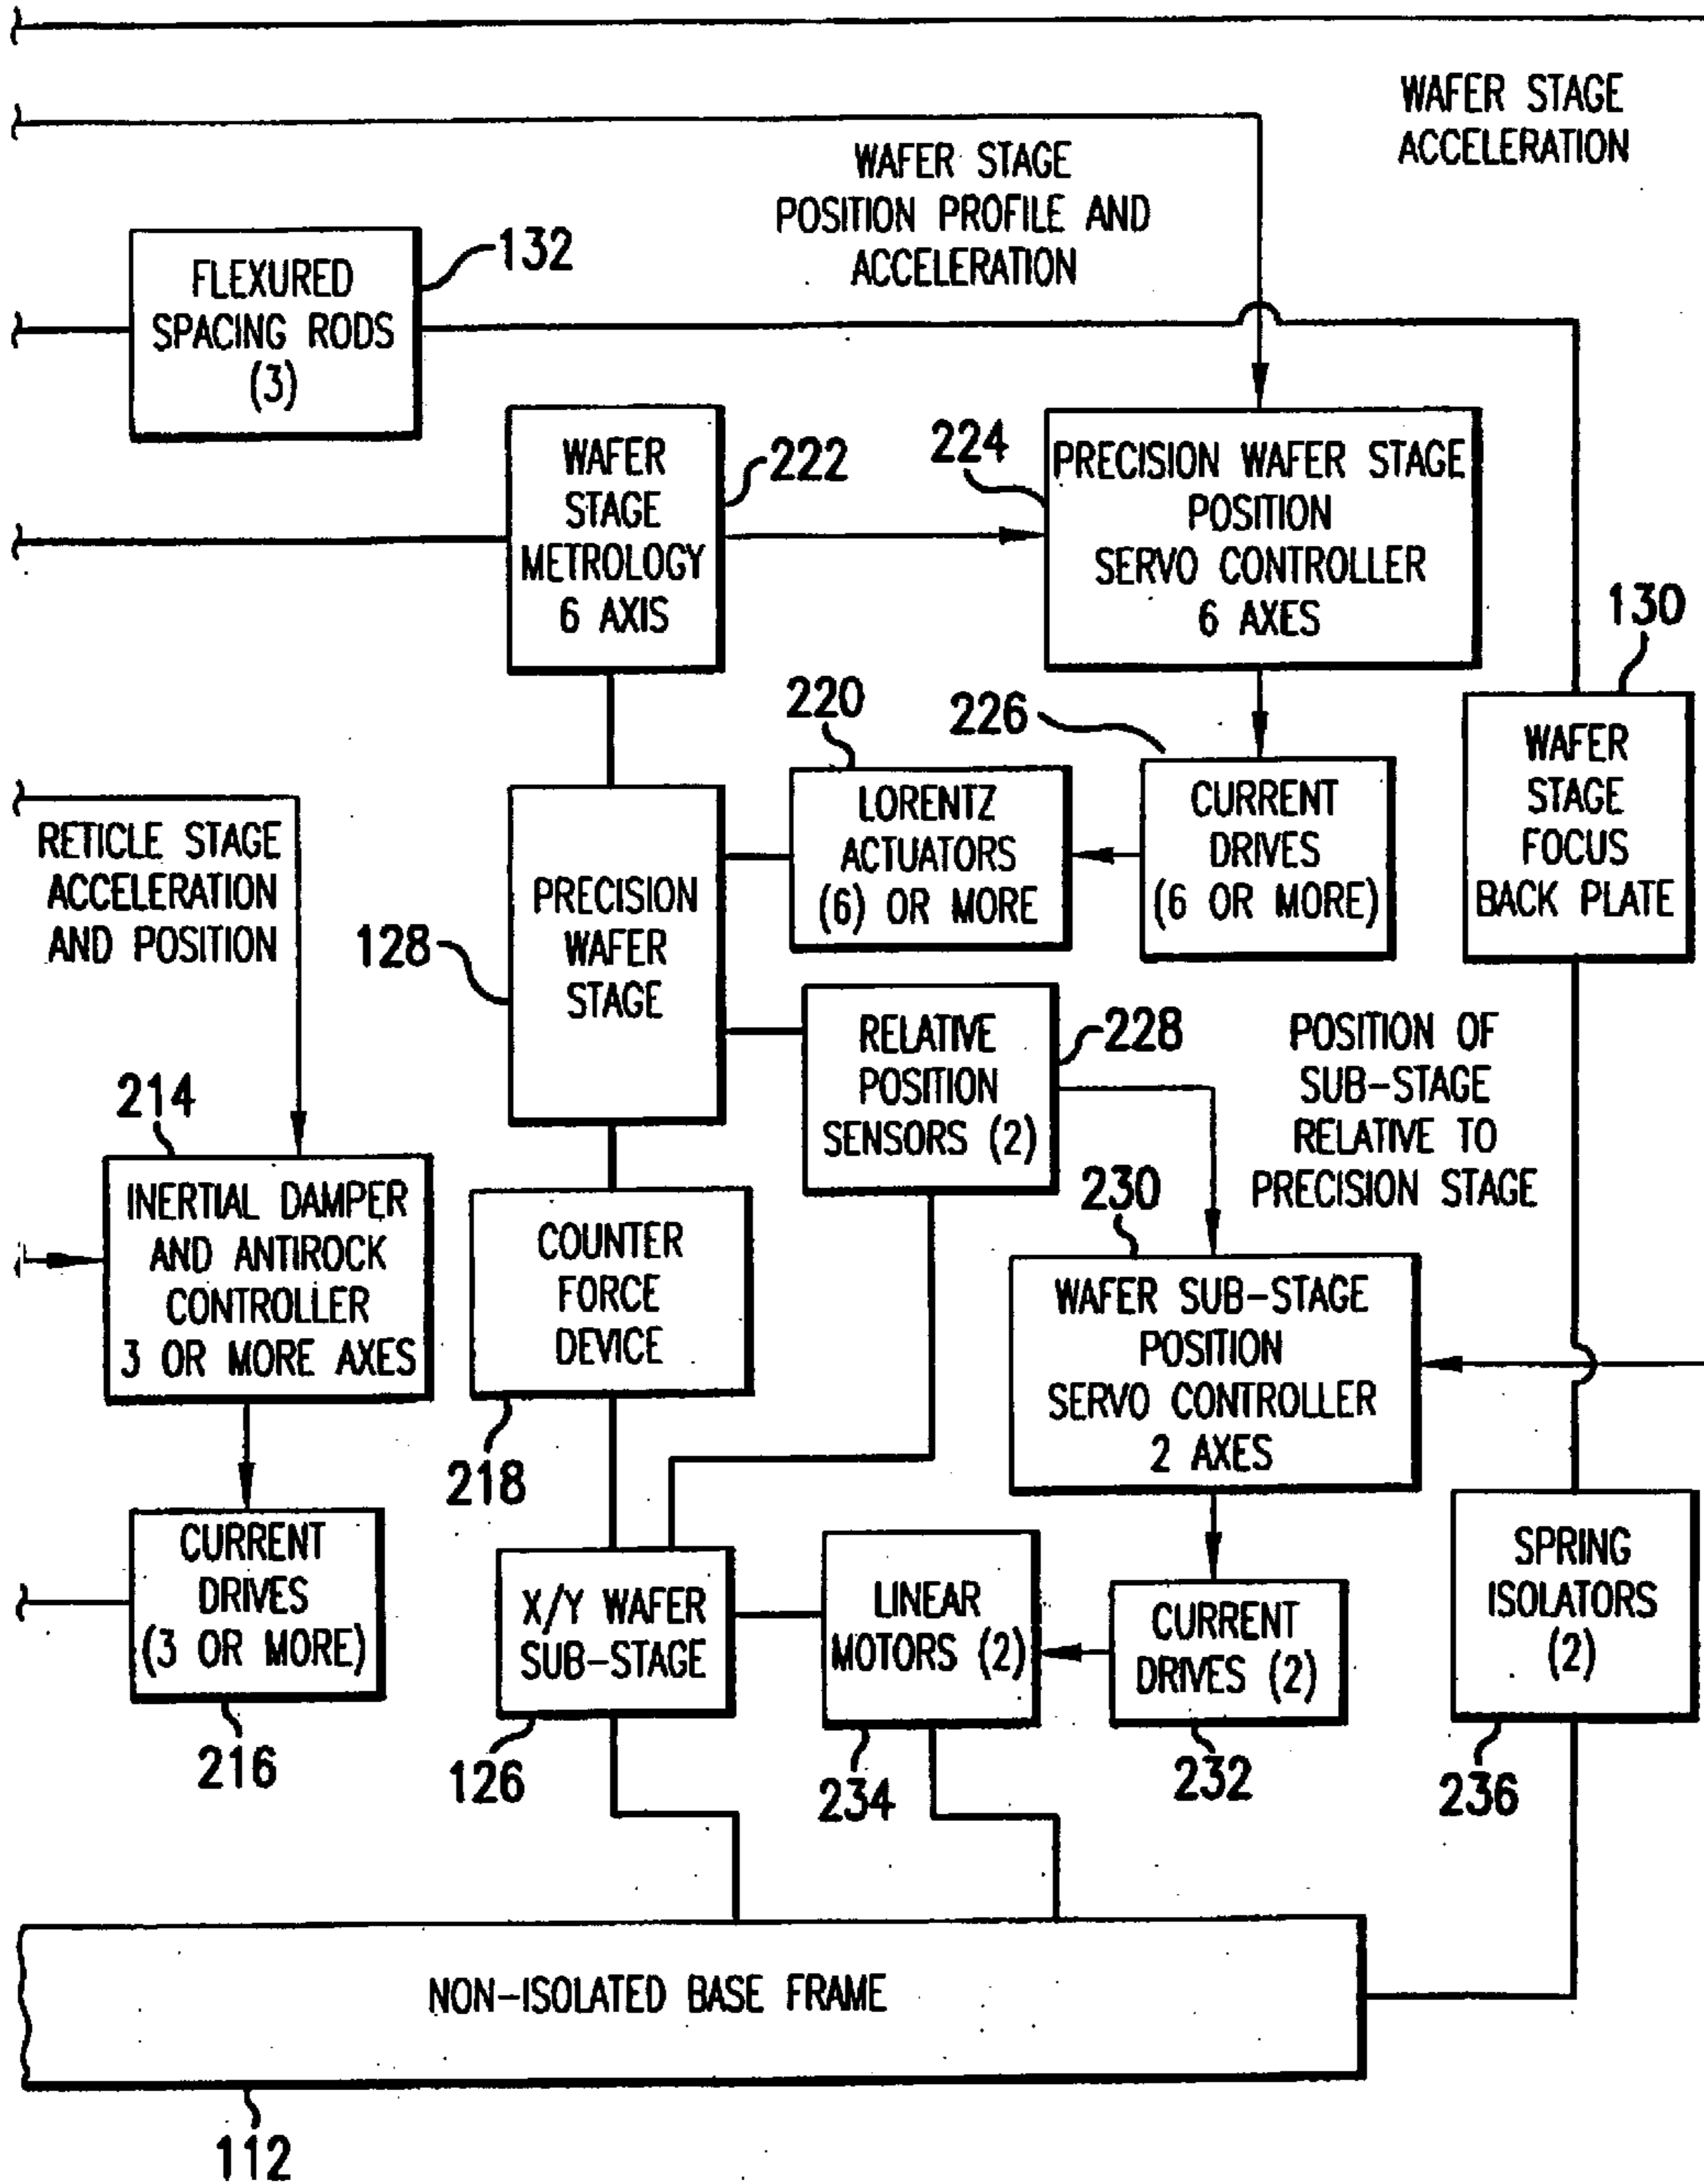 WAFER STAGE
ACCELERATION
WAFER STAGE
POSITION PROFILE AND
ACCELERATION
FLEXURED
SPACING RODS
(3)
132
WAFER
STAGE
METROLOGY
6 AXIS
222
224
PRECISION WAFER STAGE
POSITION
SERVO CONTROLLER
6 AXES
130
WAFER
STAGE
FOCUS
BACK PLATE
220
LORENTZ
ACTUATORS
(6) OR MORE
226
CURRENT
DRIVES
(6 OR MORE)
RETICLE STAGE
ACCELERATION
AND POSITION
128
PRECISION
WAFER
STAGE
RELATIVE
POSITION
SENSORS (2)
228
POSITION OF
SUB-STAGE
RELATIVE TO
PRECISION STAGE
214
INERTIAL DAMPER
AND ANTIROCK
CONTROLLER
3 OR MORE AXES
COUNTER
FORCE
DEVICE
218
230
WAFER SUB-STAGE
POSITION
SERVO CONTROLLER
2 AXES
CURRENT
DRIVES
(3 OR MORE)
216
X/Y WAFER
SUB-STAGE
126
LINEAR
MOTORS (2)
234
CURRENT
DRIVES (2)
232
SPRING
ISOLATORS
(2)
236
NON-ISOLATED BASE FRAME
112